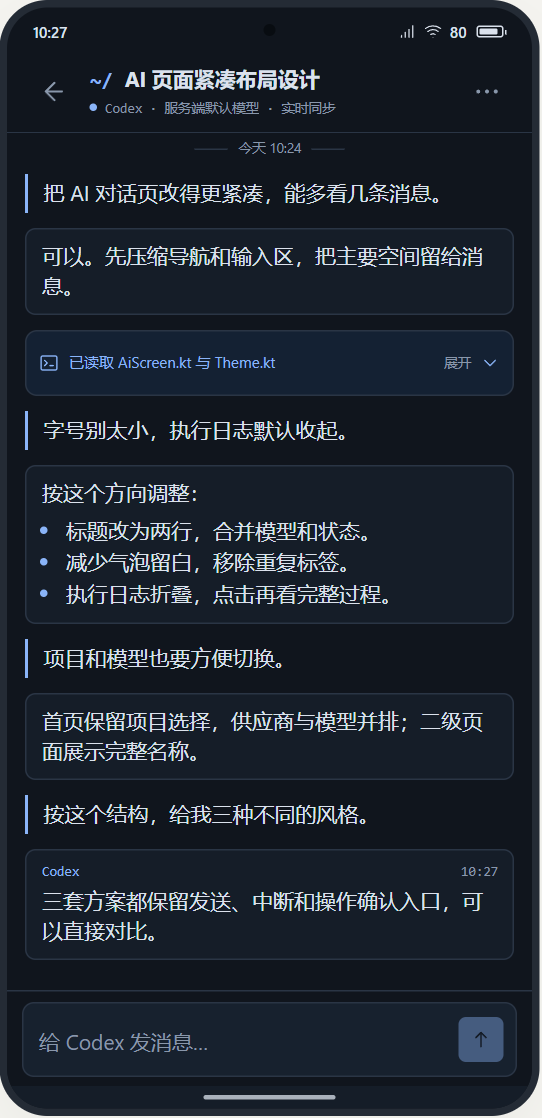 10:27 80
~/ AI 页面紧凑布局设计
Codex · 服务端默认模型 · 实时同步
今天 10:24
把 AI 对话页改得更紧凑，能多看几条消息。
可以。先压缩导航和输入区，把主要空间留给消
息。
已读取 AiScreen.kt 与 Theme.kt 展开
字号别太小，执行日志默认收起。
按这个方向调整：
• 标题改为两行，合并模型和状态。
• 减少气泡留白，移除重复标签。
• 执行日志折叠，点击再看完整过程。
项目和模型也要方便切换。
首页保留项目选择，供应商与模型并排；二级页
面展示完整名称。
按这个结构，给我三种不同的风格。
Codex 10:27
三套方案都保留发送、中断和操作确认入口，可
以直接对比。
给 Codex 发消息...